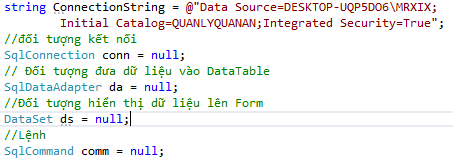 string ConnectionString = @"Data Source=DESKTOP-UQP5DO6\MRXIX;
Initial Catalog=QUANLYQUANAN;Integrated Security=True";
//đối tượng kết nối
SqlConnection conn = null;
// Đối tượng đưa dữ liệu vào DataTable
SqlDataAdapter da = null;
//Đối tượng hiển thị dữ liệu lên Form
DataSet ds = null;
//Lệnh
SqlCommand comm = null;